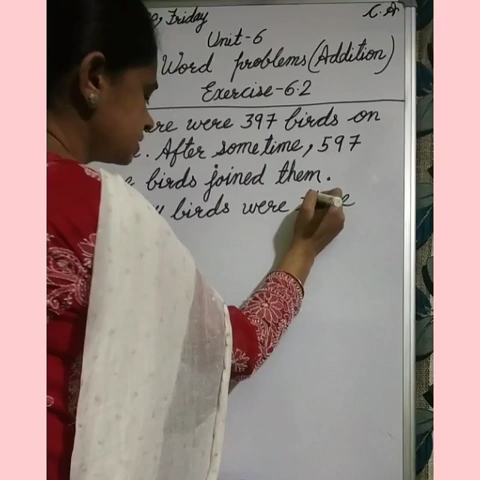 Friday C.A
Unit-6
Word problems (Addition)
Exercise-6.2
were 397 birds on
. After sometime, 597
birds joined them.
birds were